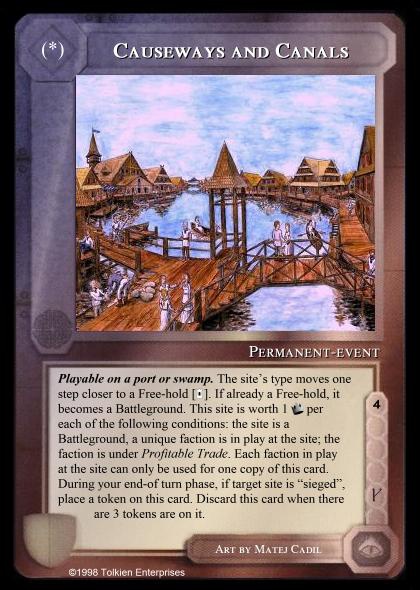 (*)
CAUSEWAYS AND CANALS
PERMANENT-EVENT
Playable on a port or swamp. The site's type moves one
step closer to a Free-hold [ ]. If already a Free-hold, it
becomes a Battleground. This site is worth 1 per
each of the following conditions: the site is a
Battleground, a unique faction is in play at the site; the
faction is under Profitable Trade. Each faction in play
at the site can only be used for one copy of this card.
During your end-of turn phase, if target site is “sieged”,
place a token on this card. Discard this card when there
are 3 tokens are on it.
4
ART BY MATEJ CADIL
©1998 Tolkien Enterprises